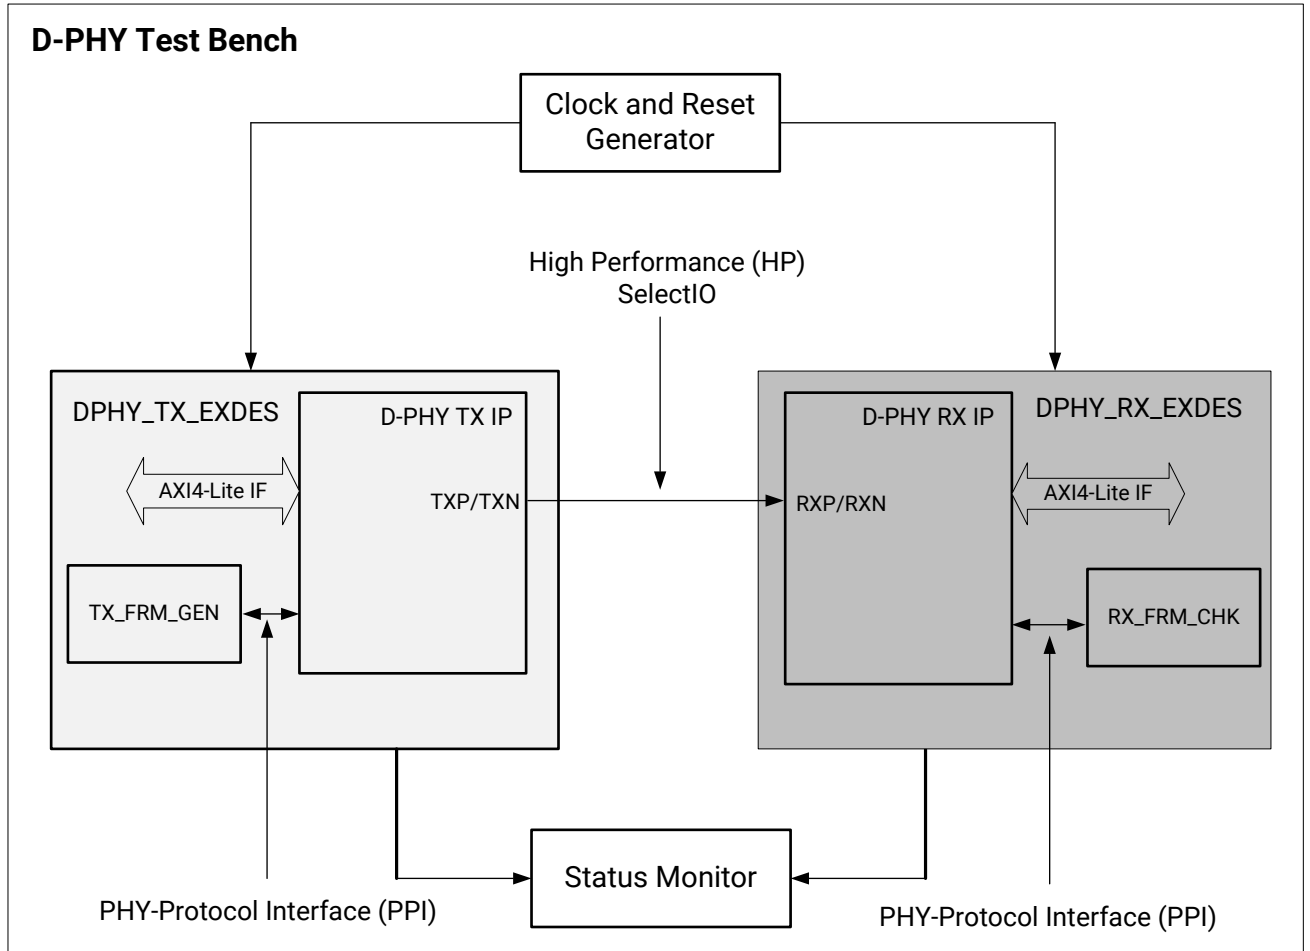 D-PHY Test Bench
Clock and Reset
Generator
High Performance (HP)
SelectIO
DPHY_TX_EXDES
D-PHY TX IP
AXI4-Lite IF
TXP/TXN
TX_FRM_GEN
D-PHY RX IP
DPHY_RX_EXDES
RXP/RXN
AXI4-Lite IF
RX_FRM_CHK
Status Monitor
PHY-Protocol Interface (PPI)
PHY-Protocol Interface (PPI)